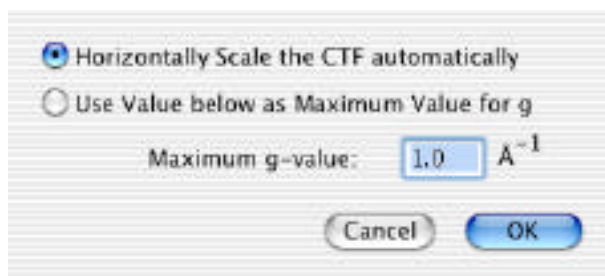 Horizontally Scale the CTF automatically
Use Value below as Maximum Value for g
Maximum g-value: 1.0 A⁻¹
Cancel OK